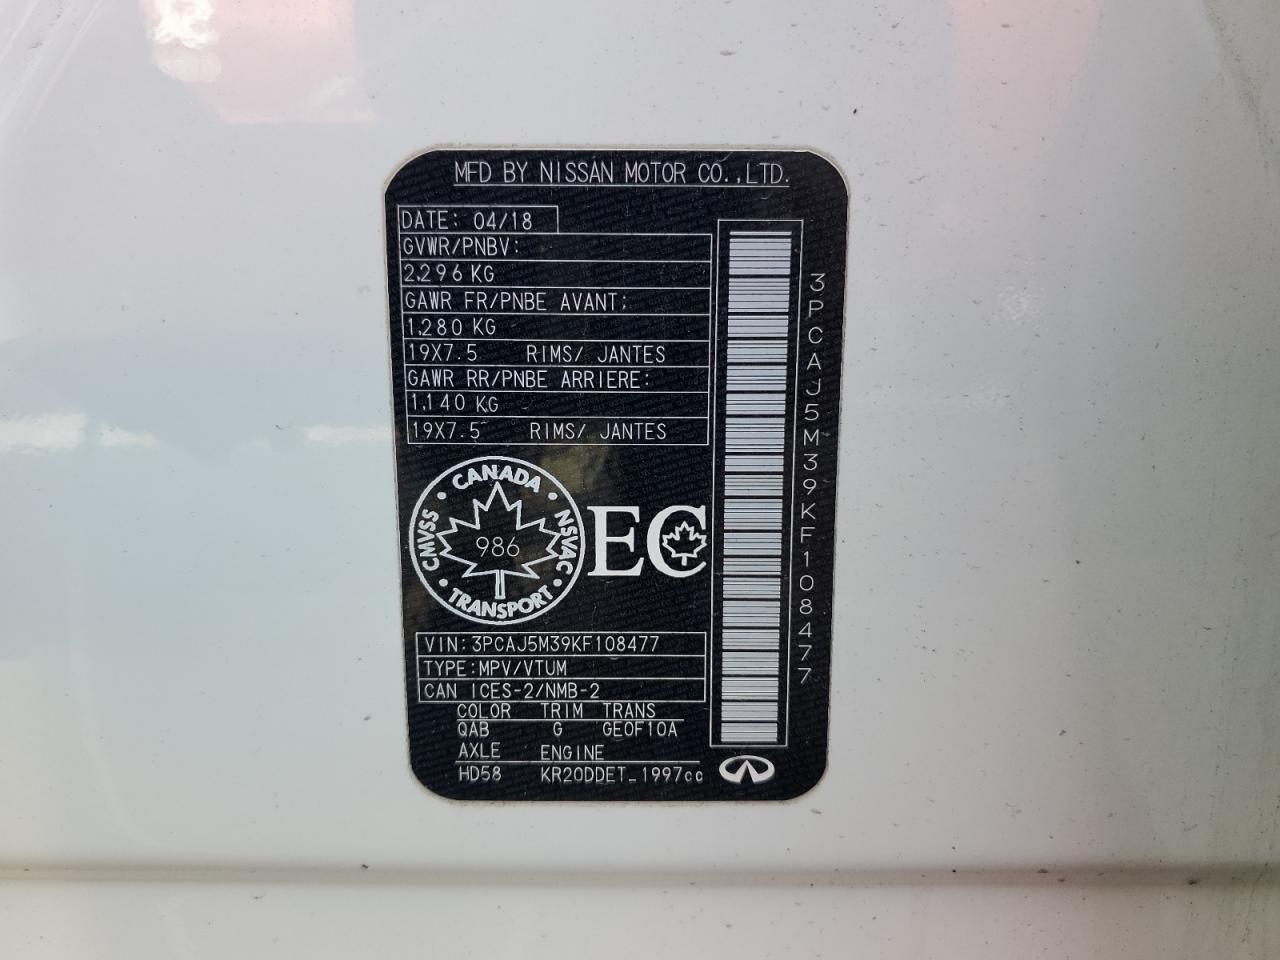 MFD BY NISSAN MOTOR CO.,LTD.
DATE: 04/18
GVWR/PNBV:
2,296 KG
GAWR FR/PNBE AVANT:
1,280 KG
19X7.5 RIMS/ JANTES
GAWR RR/PNBE ARRIERE:
1,140 KG
19X7.5 RIMS/ JANTES
3PCAJ5M39KF108477
CANADA
CMVSS
NSVAC
TRANSPORT
986
EC
VIN:3PCAJ5M39KF108477
TYPE:MPV/VTUM
CAN ICES-2/NMB-2
COLOR TRIM TRANS
QAB G GE0F10A
AXLE ENGINE
HD58 KR20DDET_1997cc